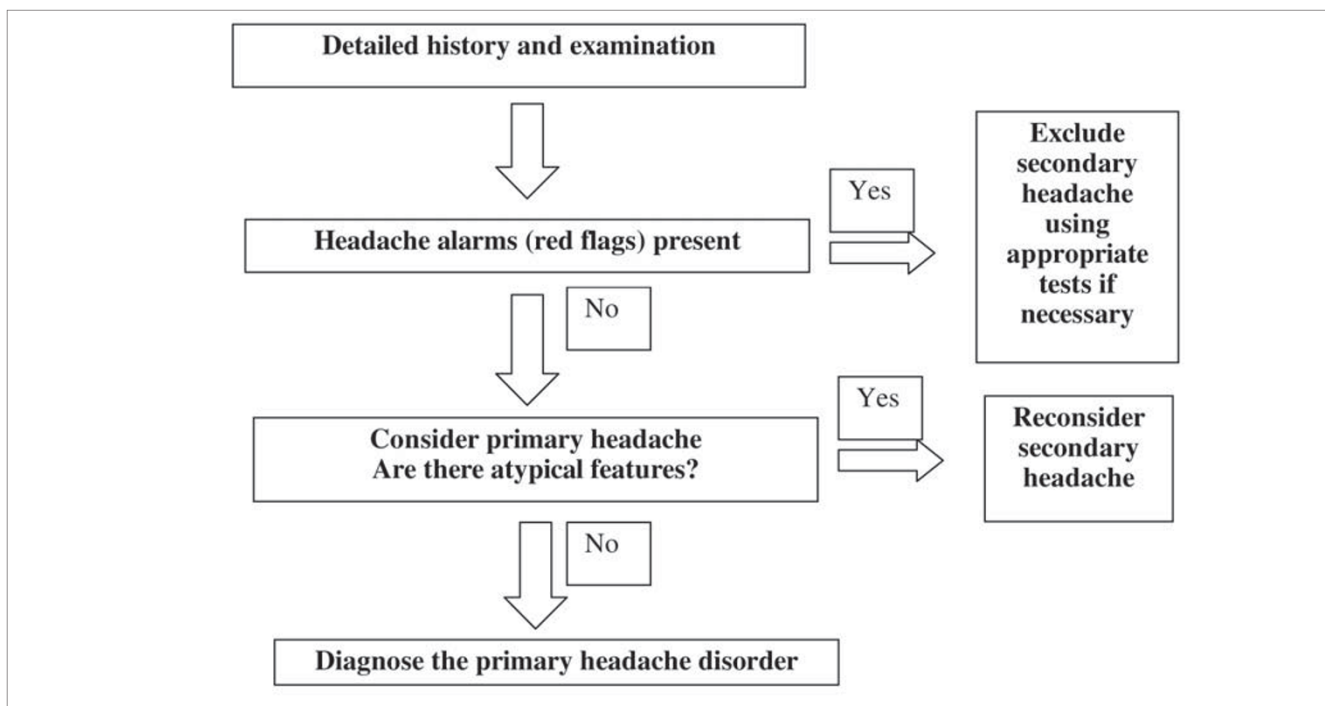 Detailed history and examination
Yes
Headache alarms (red flags) present
Exclude
secondary
headache
using
appropriate
tests if
necessary
No
Yes
Consider primary headache
Are there atypical features?
Reconsider
secondary
headache
No
Diagnose the primary headache disorder